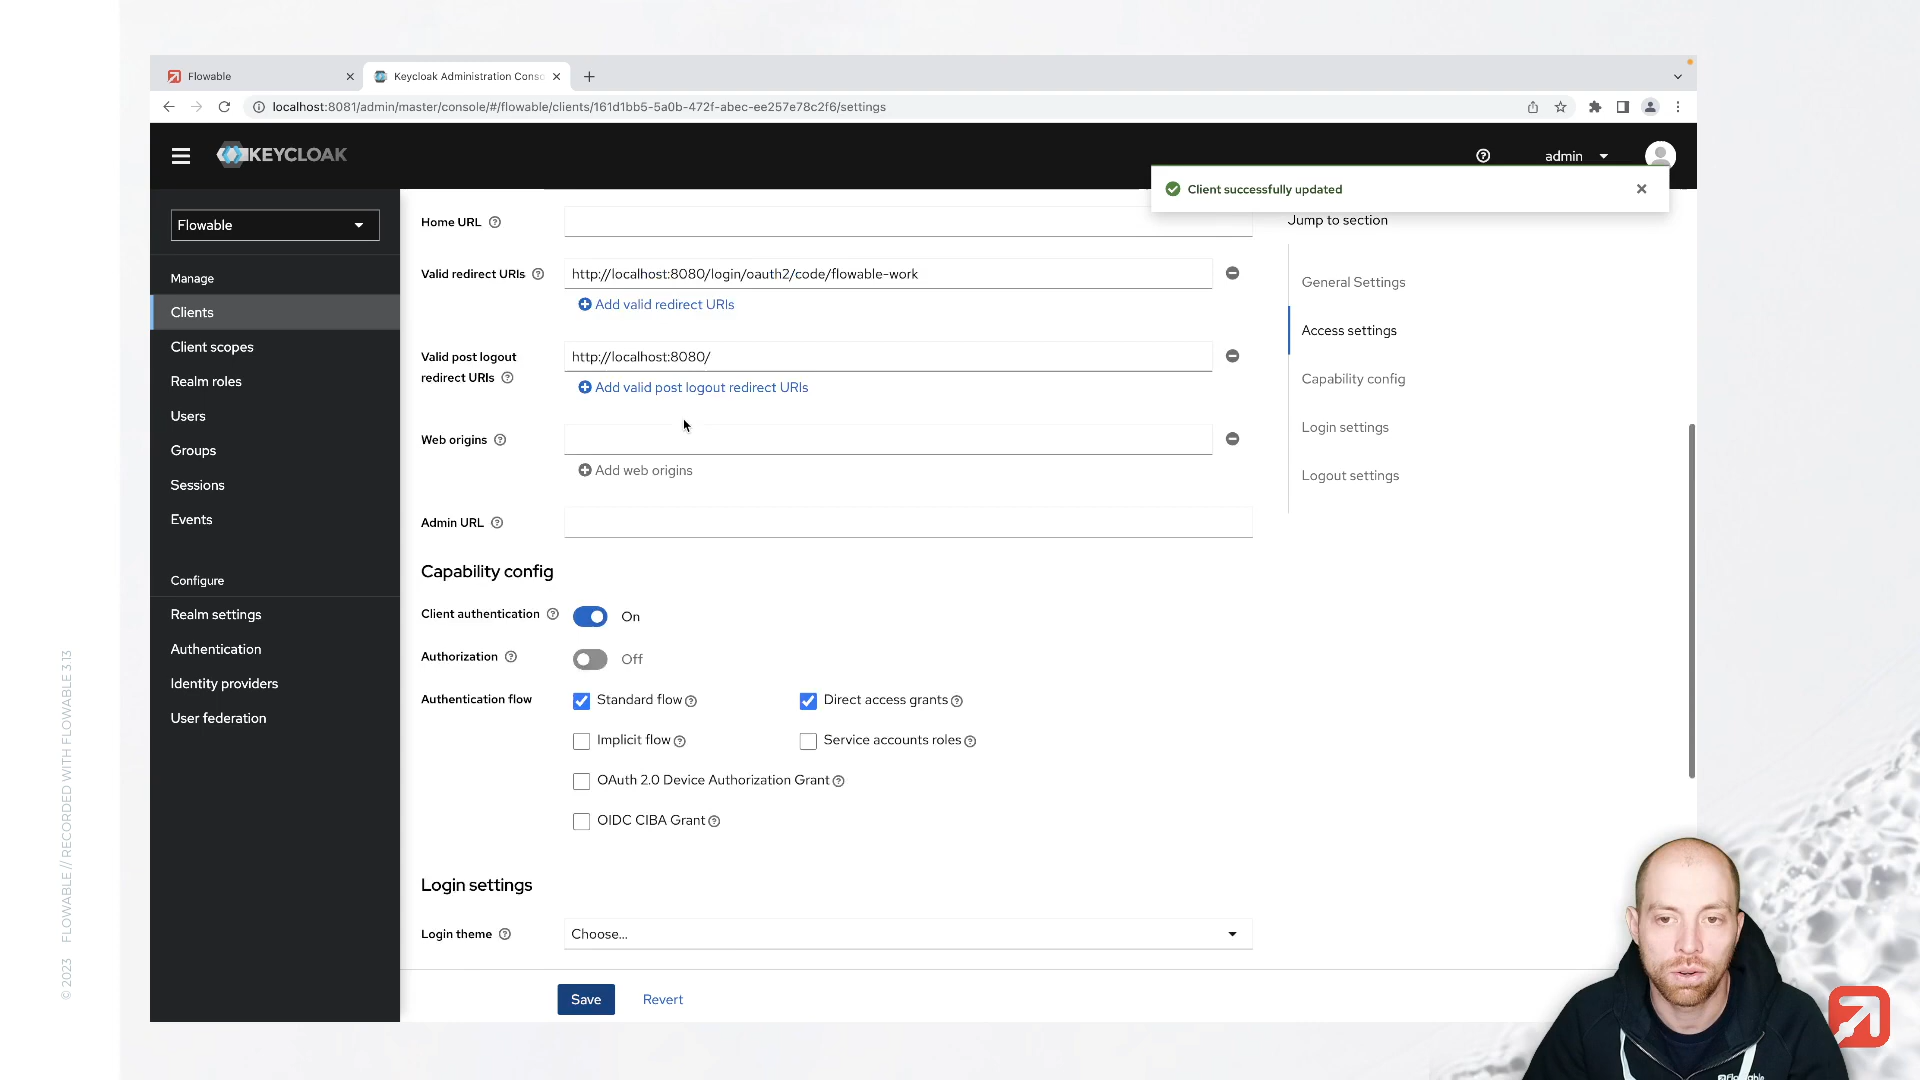 Flowable
Keycloak Administration Conso
localhost:8081/admin/master/console/#/flowable/clients/161d1bb5-5a0b-472f-abec-ee257e78c2f6/settings
KEYCLOAK
admin
Client successfully updated
Flowable
Manage
Clients
Client scopes
Realm roles
Users
Groups
Sessions
Events
Configure
Realm settings
Authentication
Identity providers
User federation
Home URL
Valid redirect URIs
http://localhost:8080/login/oauth2/code/flowable-work
Add valid redirect URIs
Valid post logout
redirect URIs
http://localhost:8080/
Add valid post logout redirect URIs
Web origins
Add web origins
Admin URL
Capability config
Client authentication
On
Authorization
Off
Authentication flow
Standard flow
Direct access grants
Implicit flow
Service accounts roles
OAuth 2.0 Device Authorization Grant
OIDC CIBA Grant
Login settings
Login theme
Choose...
Save
Revert
Jump to section
General Settings
Access settings
Capability config
Login settings
Logout settings
© 2023 FLOWABLE // RECORDED WITH FLOWABLE 3.13
Flowable